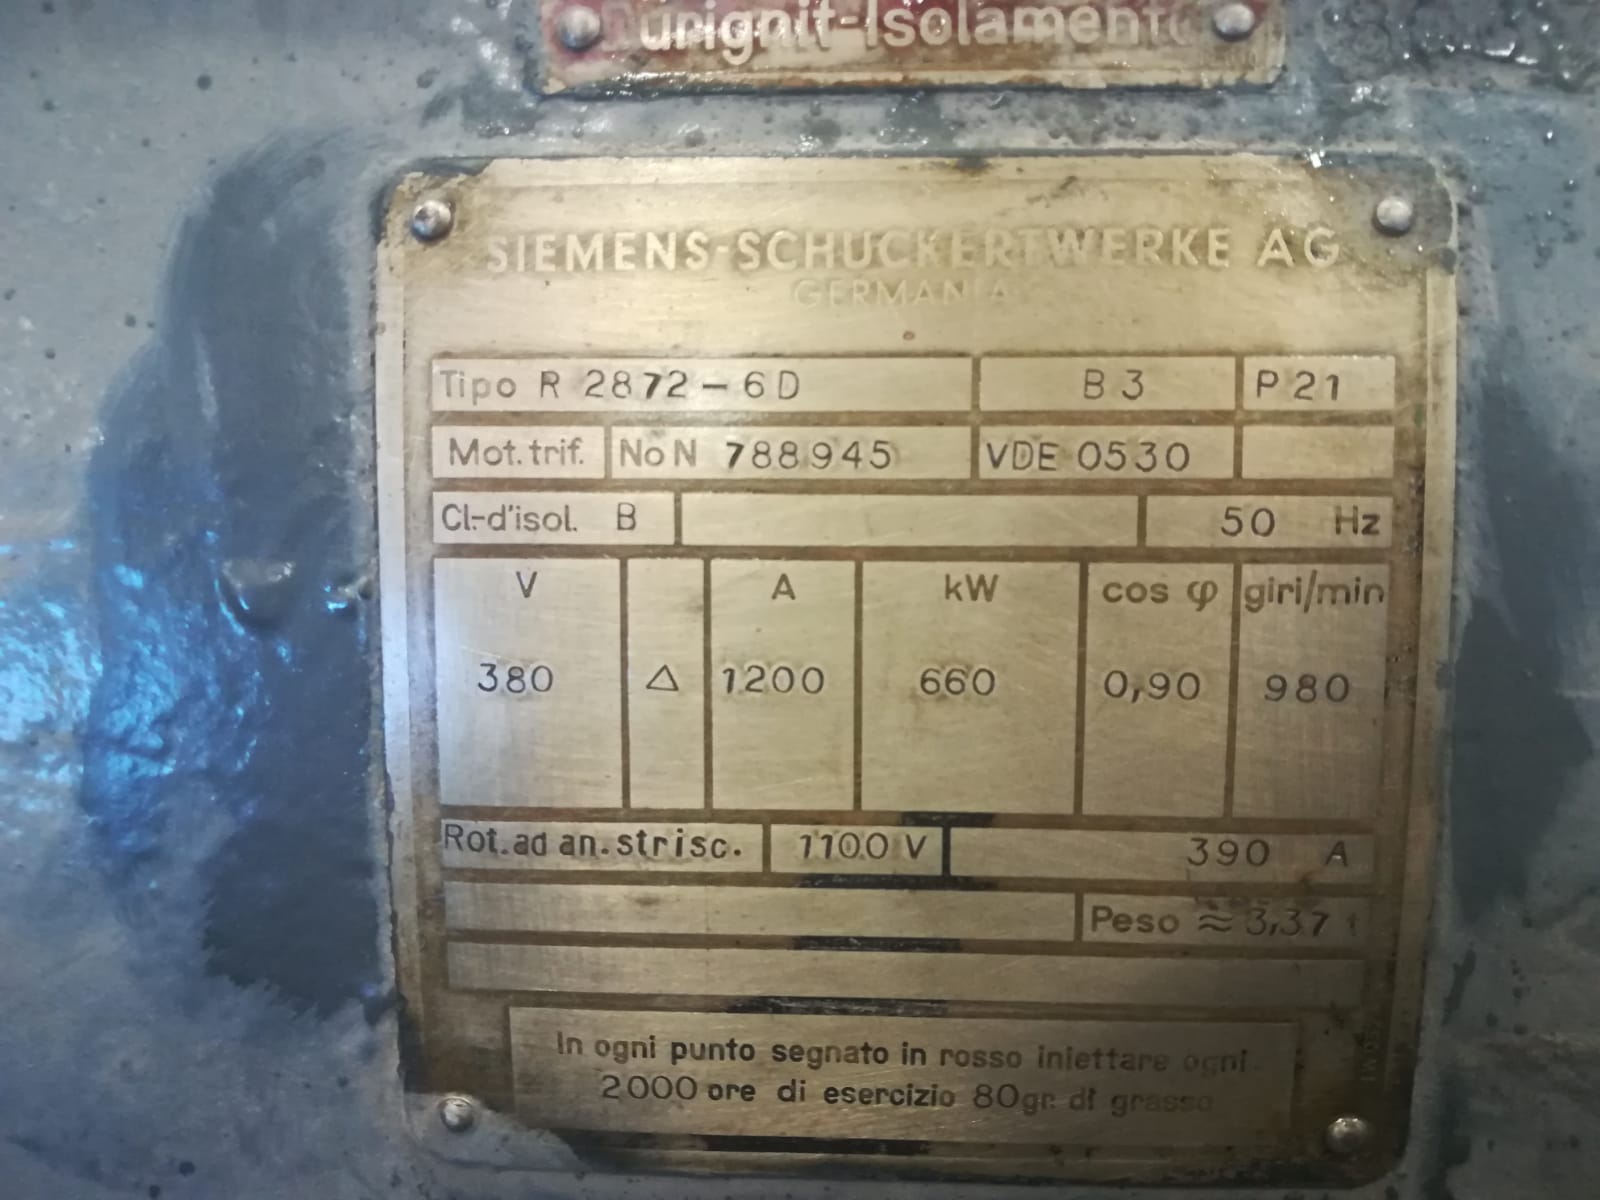 Durignit-Isolamento
SIEMENS-SCHUCKERTWERKE AG
GERMANIA
Tipo R 2872-6D B3 P21
Mot. trif. No N 788945 VDE 0530
Cl.-d'isol. B 50 Hz
V A kW cos φ giri/min
380 △ 1200 660 0,90 980
Rot. ad an. strisc. 1100 V 390 A
Peso ≈ 3,37 t
In ogni punto segnato in rosso iniettare ogni
2000 ore di esercizio 80gr. di grasso